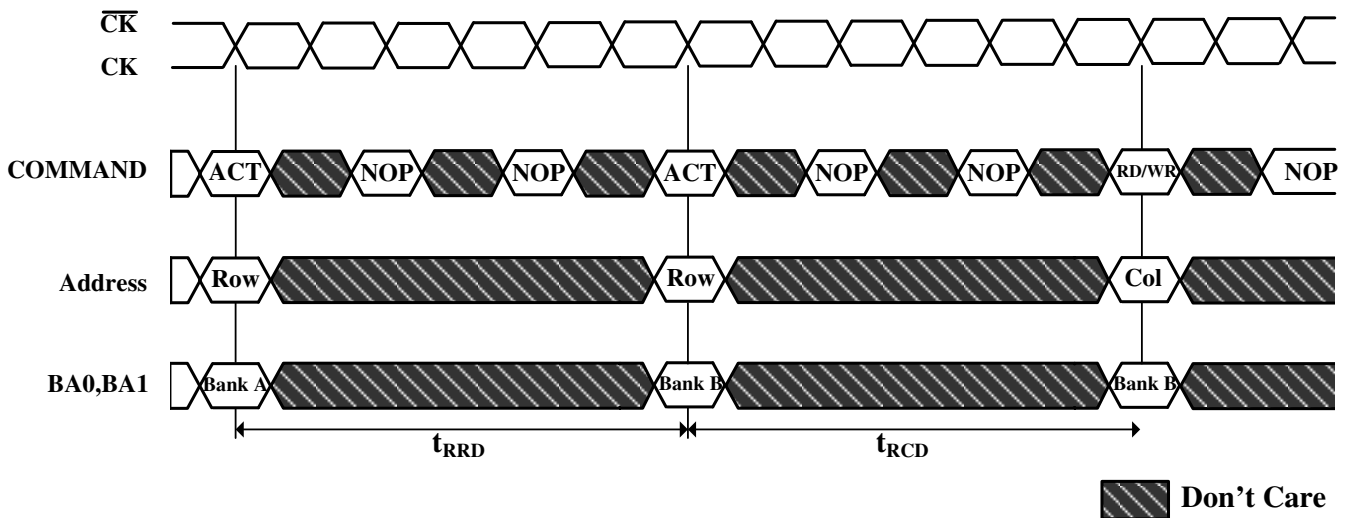 CK
CK
COMMAND ACT NOP NOP ACT NOP NOP RD/WR NOP
Address Row Row Col
BA0,BA1 Bank A Bank B Bank B
tRRD tRCD
Don't Care